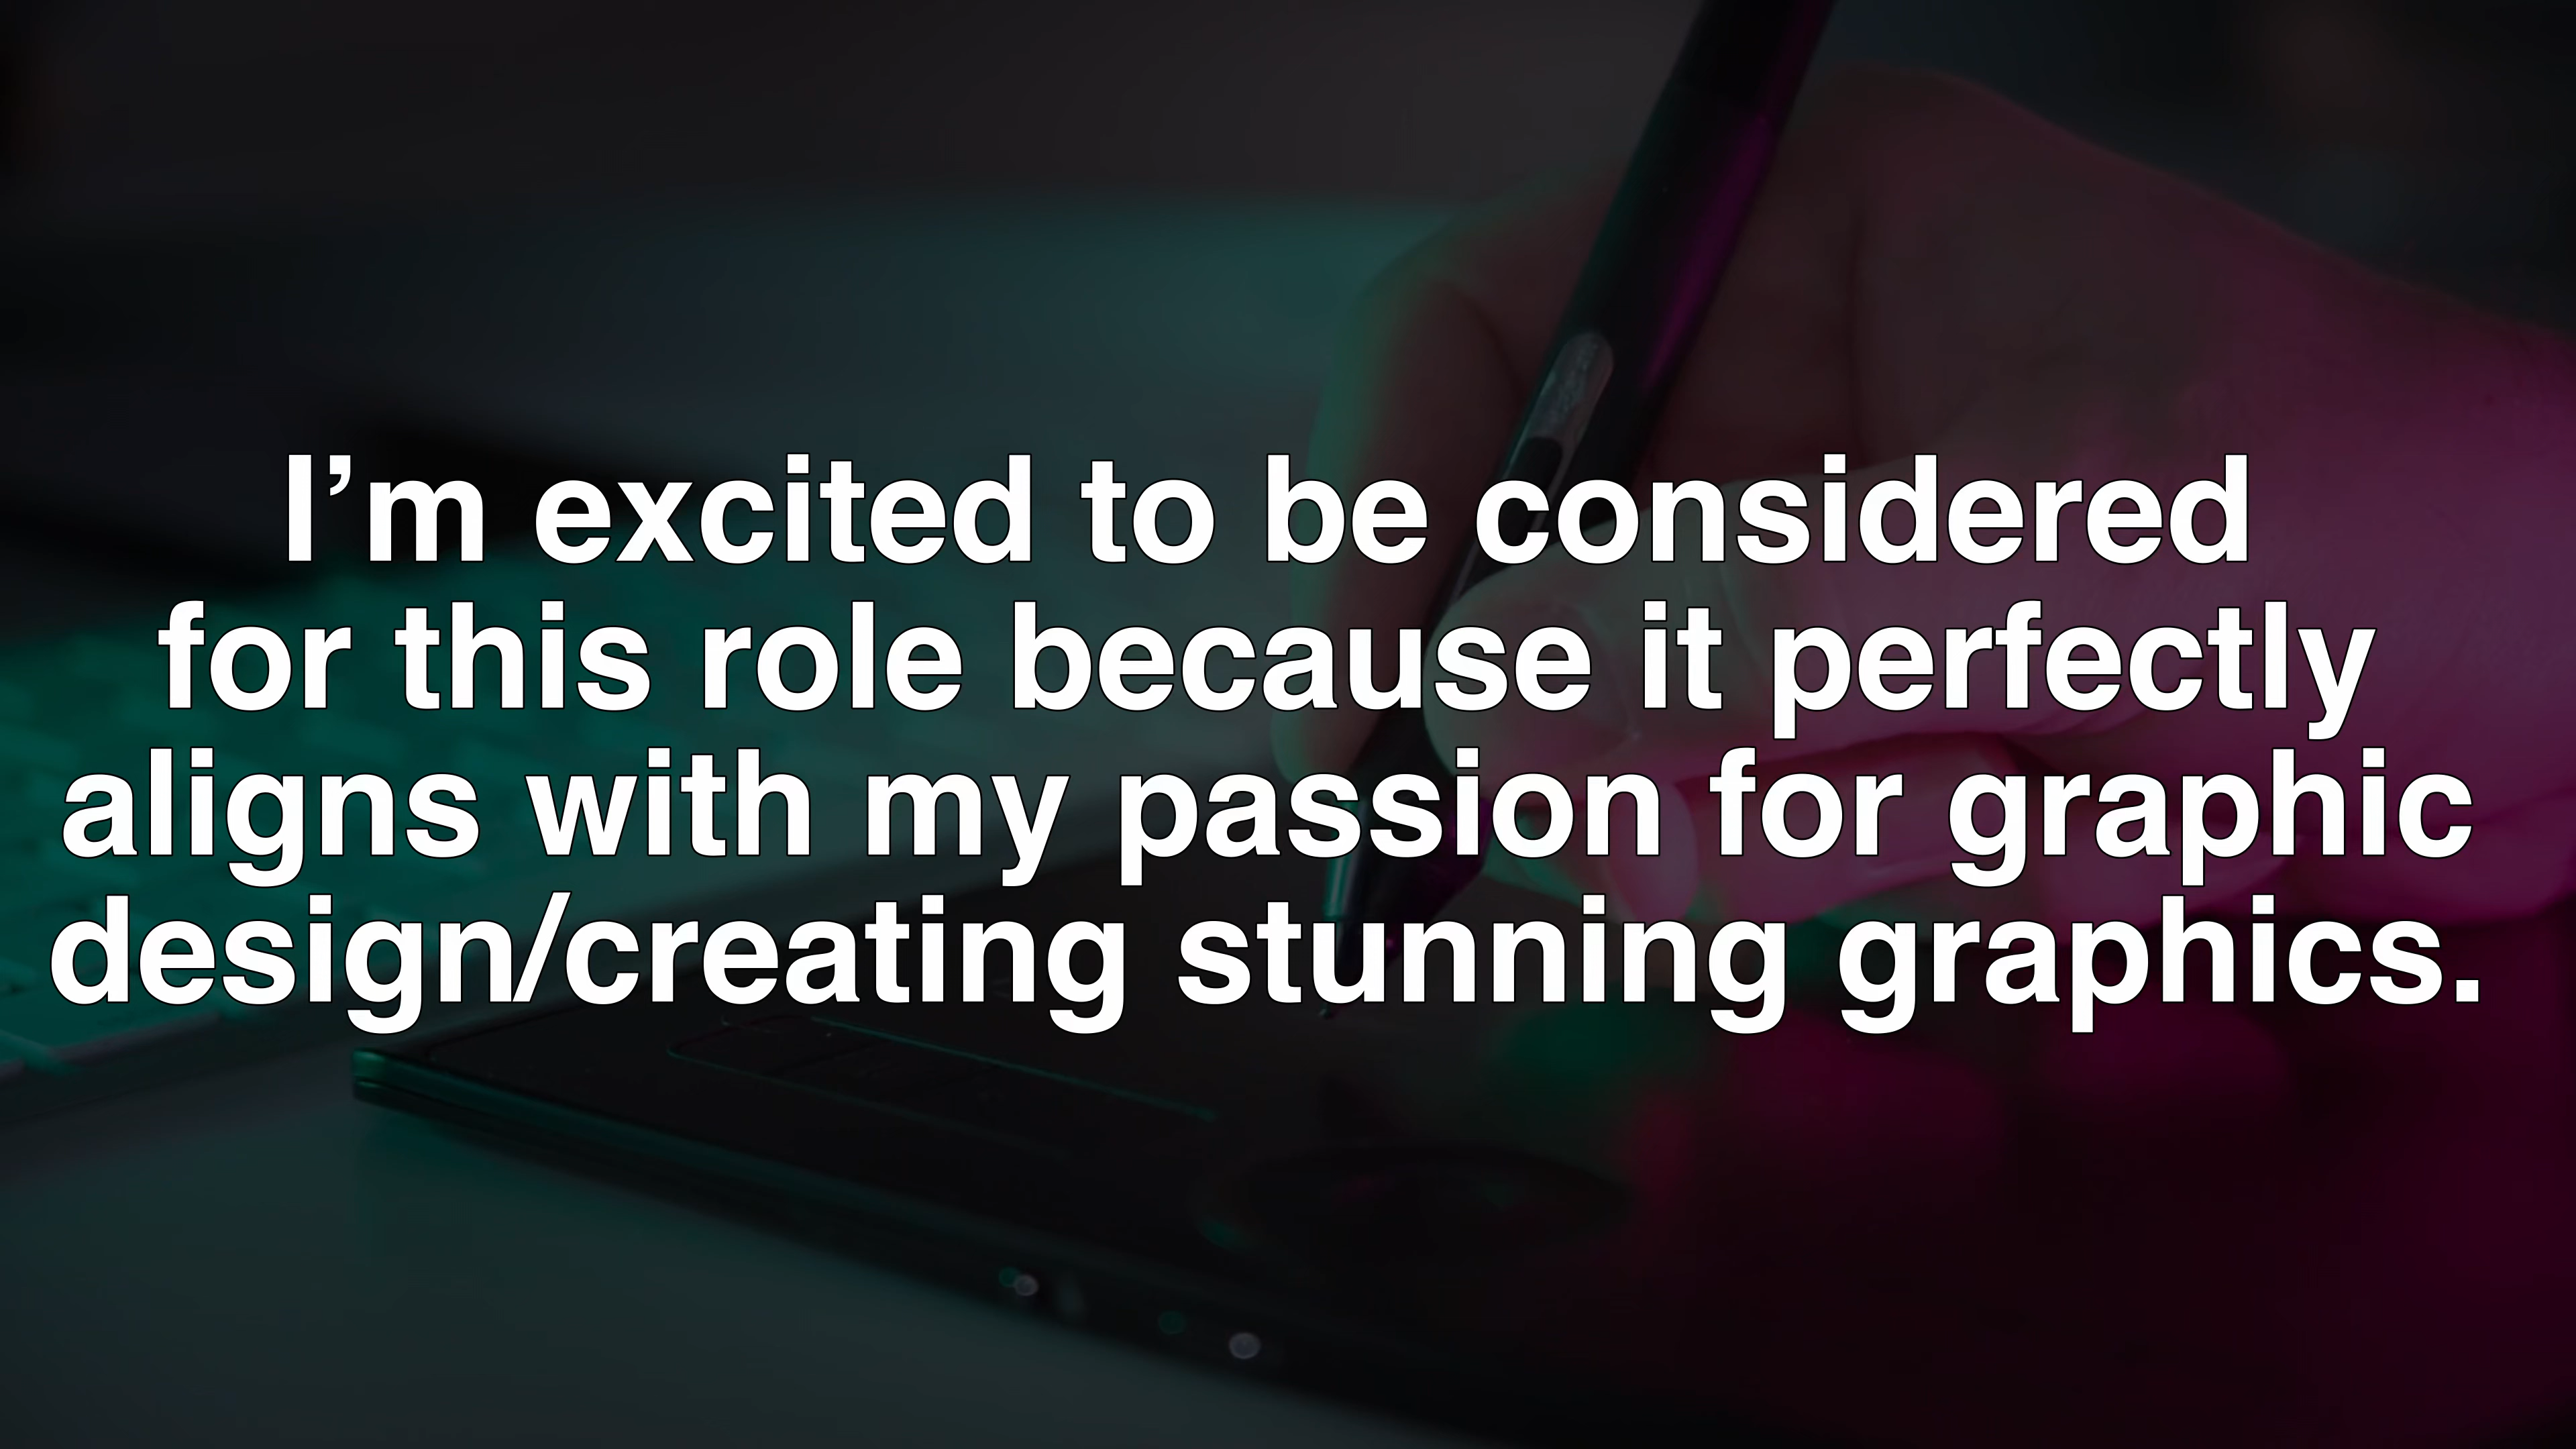 I’m excited to be considered
for this role because it perfectly
aligns with my passion for graphic
design/creating stunning graphics.